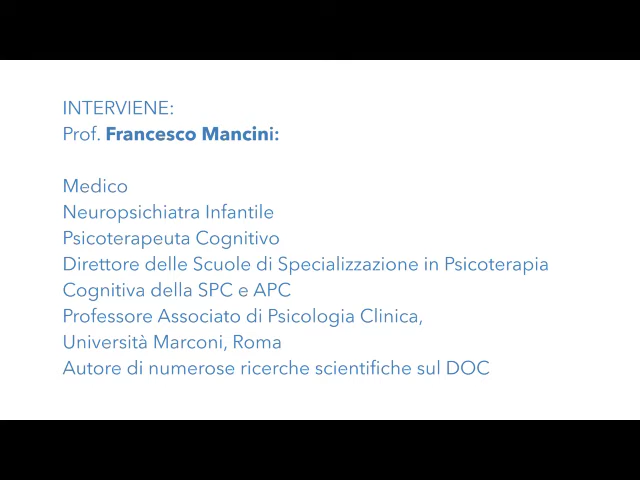 INTERVIENE:
Prof. Francesco Mancini:
Medico
Neuropsichiatra Infantile
Psicoterapeuta Cognitivo
Direttore delle Scuole di Specializzazione in Psicoterapia
Cognitiva della SPC e APC
Professore Associato di Psicologia Clinica,
Università Marconi, Roma
Autore di numerose ricerche scientifiche sul DOC